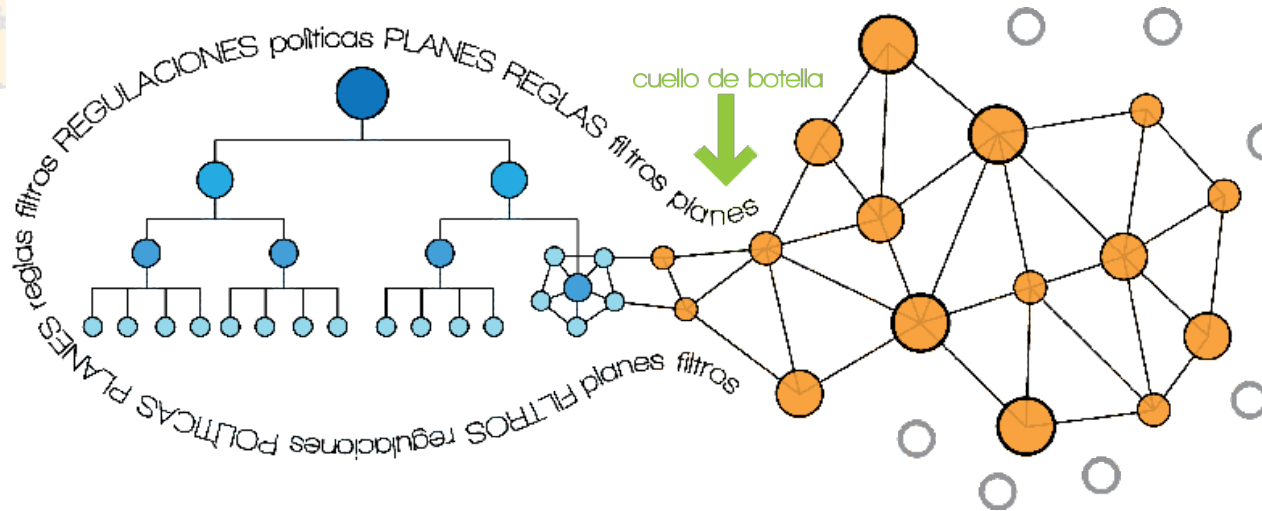 cuello de botella
FILTROS regulaciones POLÍTICAS PLANES reglas filtros REGULACIONES políticas PLANES REGLAS filtros planes
planes filtros